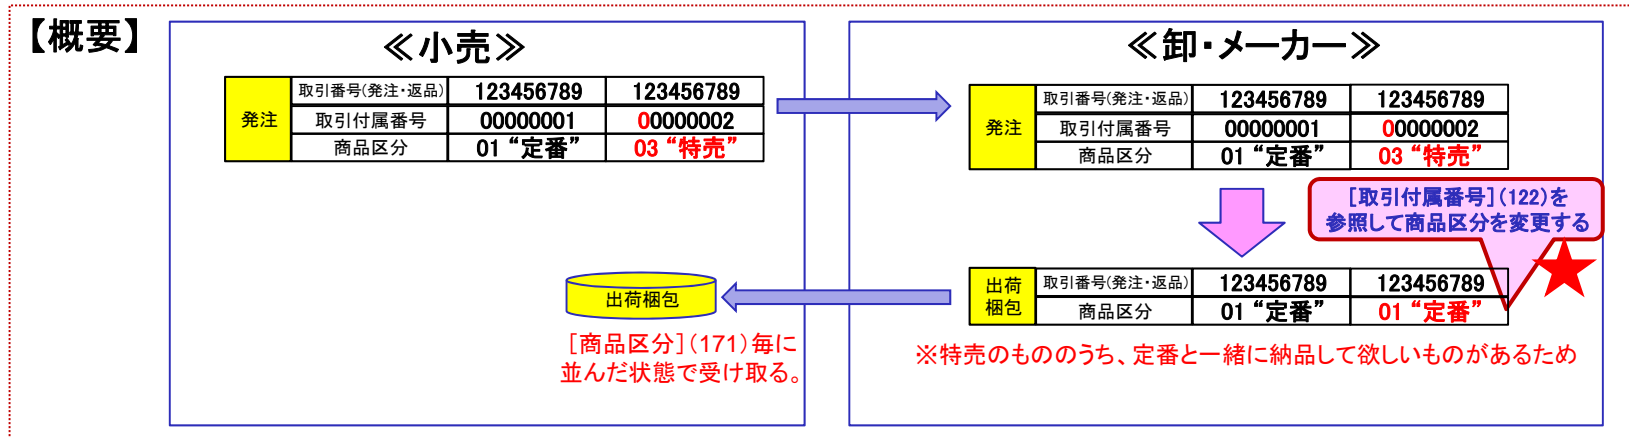 【概要】
≪小売≫
発注
取引番号(発注・返品) 123456789 123456789
取引付属番号 00000001 00000002
商品区分 01 “定番” 03 “特売”
≪卸・メーカー≫
発注
取引番号(発注・返品) 123456789 123456789
取引付属番号 00000001 00000002
商品区分 01 “定番” 03 “特売”
［取引付属番号］(122)を
参照して商品区分を変更する
出荷
梱包
取引番号(発注・返品) 123456789 123456789
商品区分 01 “定番” 01 “定番”
※特売のもののうち、定番と一緒に納品して欲しいものがあるため
出荷梱包
［商品区分］(171)毎に
並んだ状態で受け取る。